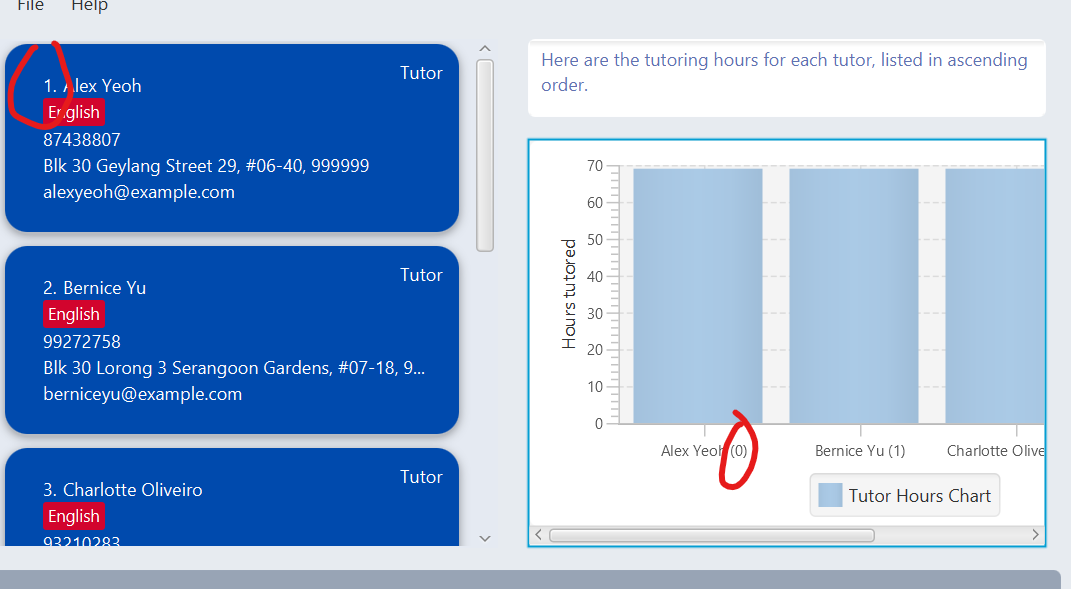 File Help
1. Alex Yeoh
Tutor
English
87438807
Blk 30 Geylang Street 29, #06-40, 999999
alexyeoh@example.com
2. Bernice Yu
Tutor
English
99272758
Blk 30 Lorong 3 Serangoon Gardens, #07-18, 9...
berniceyu@example.com
3. Charlotte Oliveiro
Tutor
English
93210283
Here are the tutoring hours for each tutor, listed in ascending
order.
Hours tutored
70
60
50
40
30
20
10
0
Alex Yeoh (0)
Bernice Yu (1)
Charlotte Olive
Tutor Hours Chart